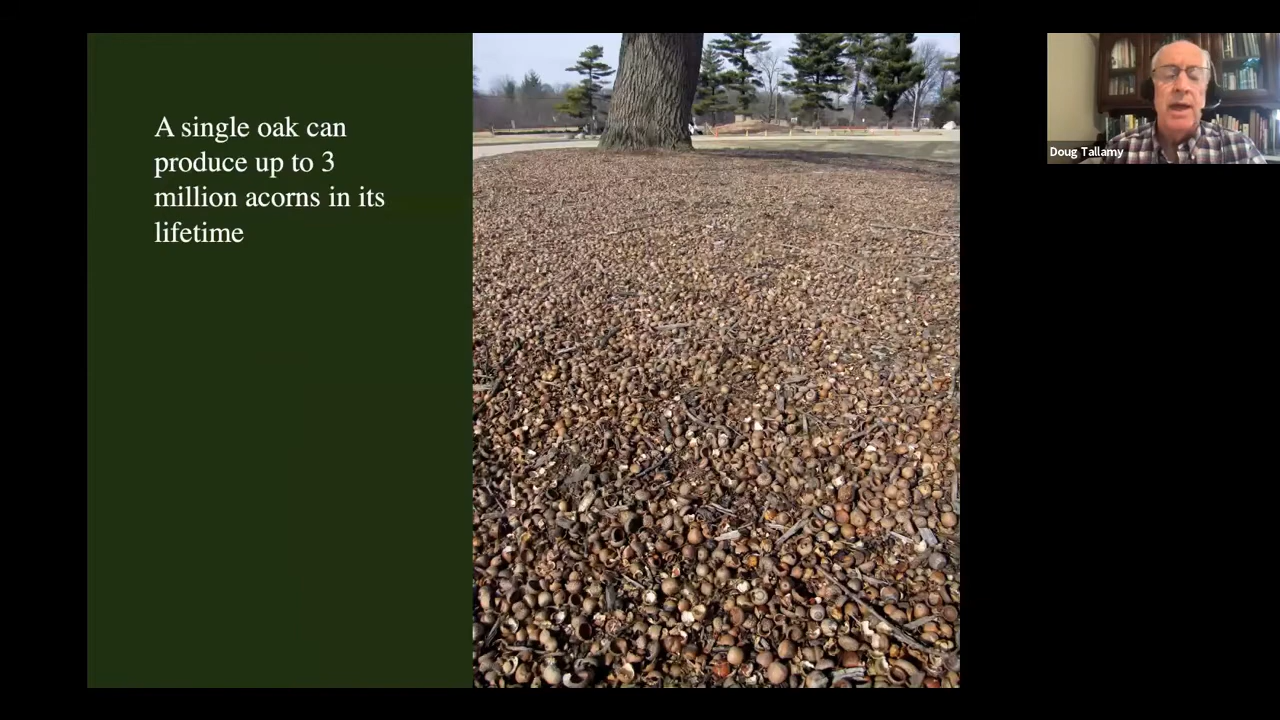 A single oak can
produce up to 3
million acorns in its
lifetime
Doug Tallamy